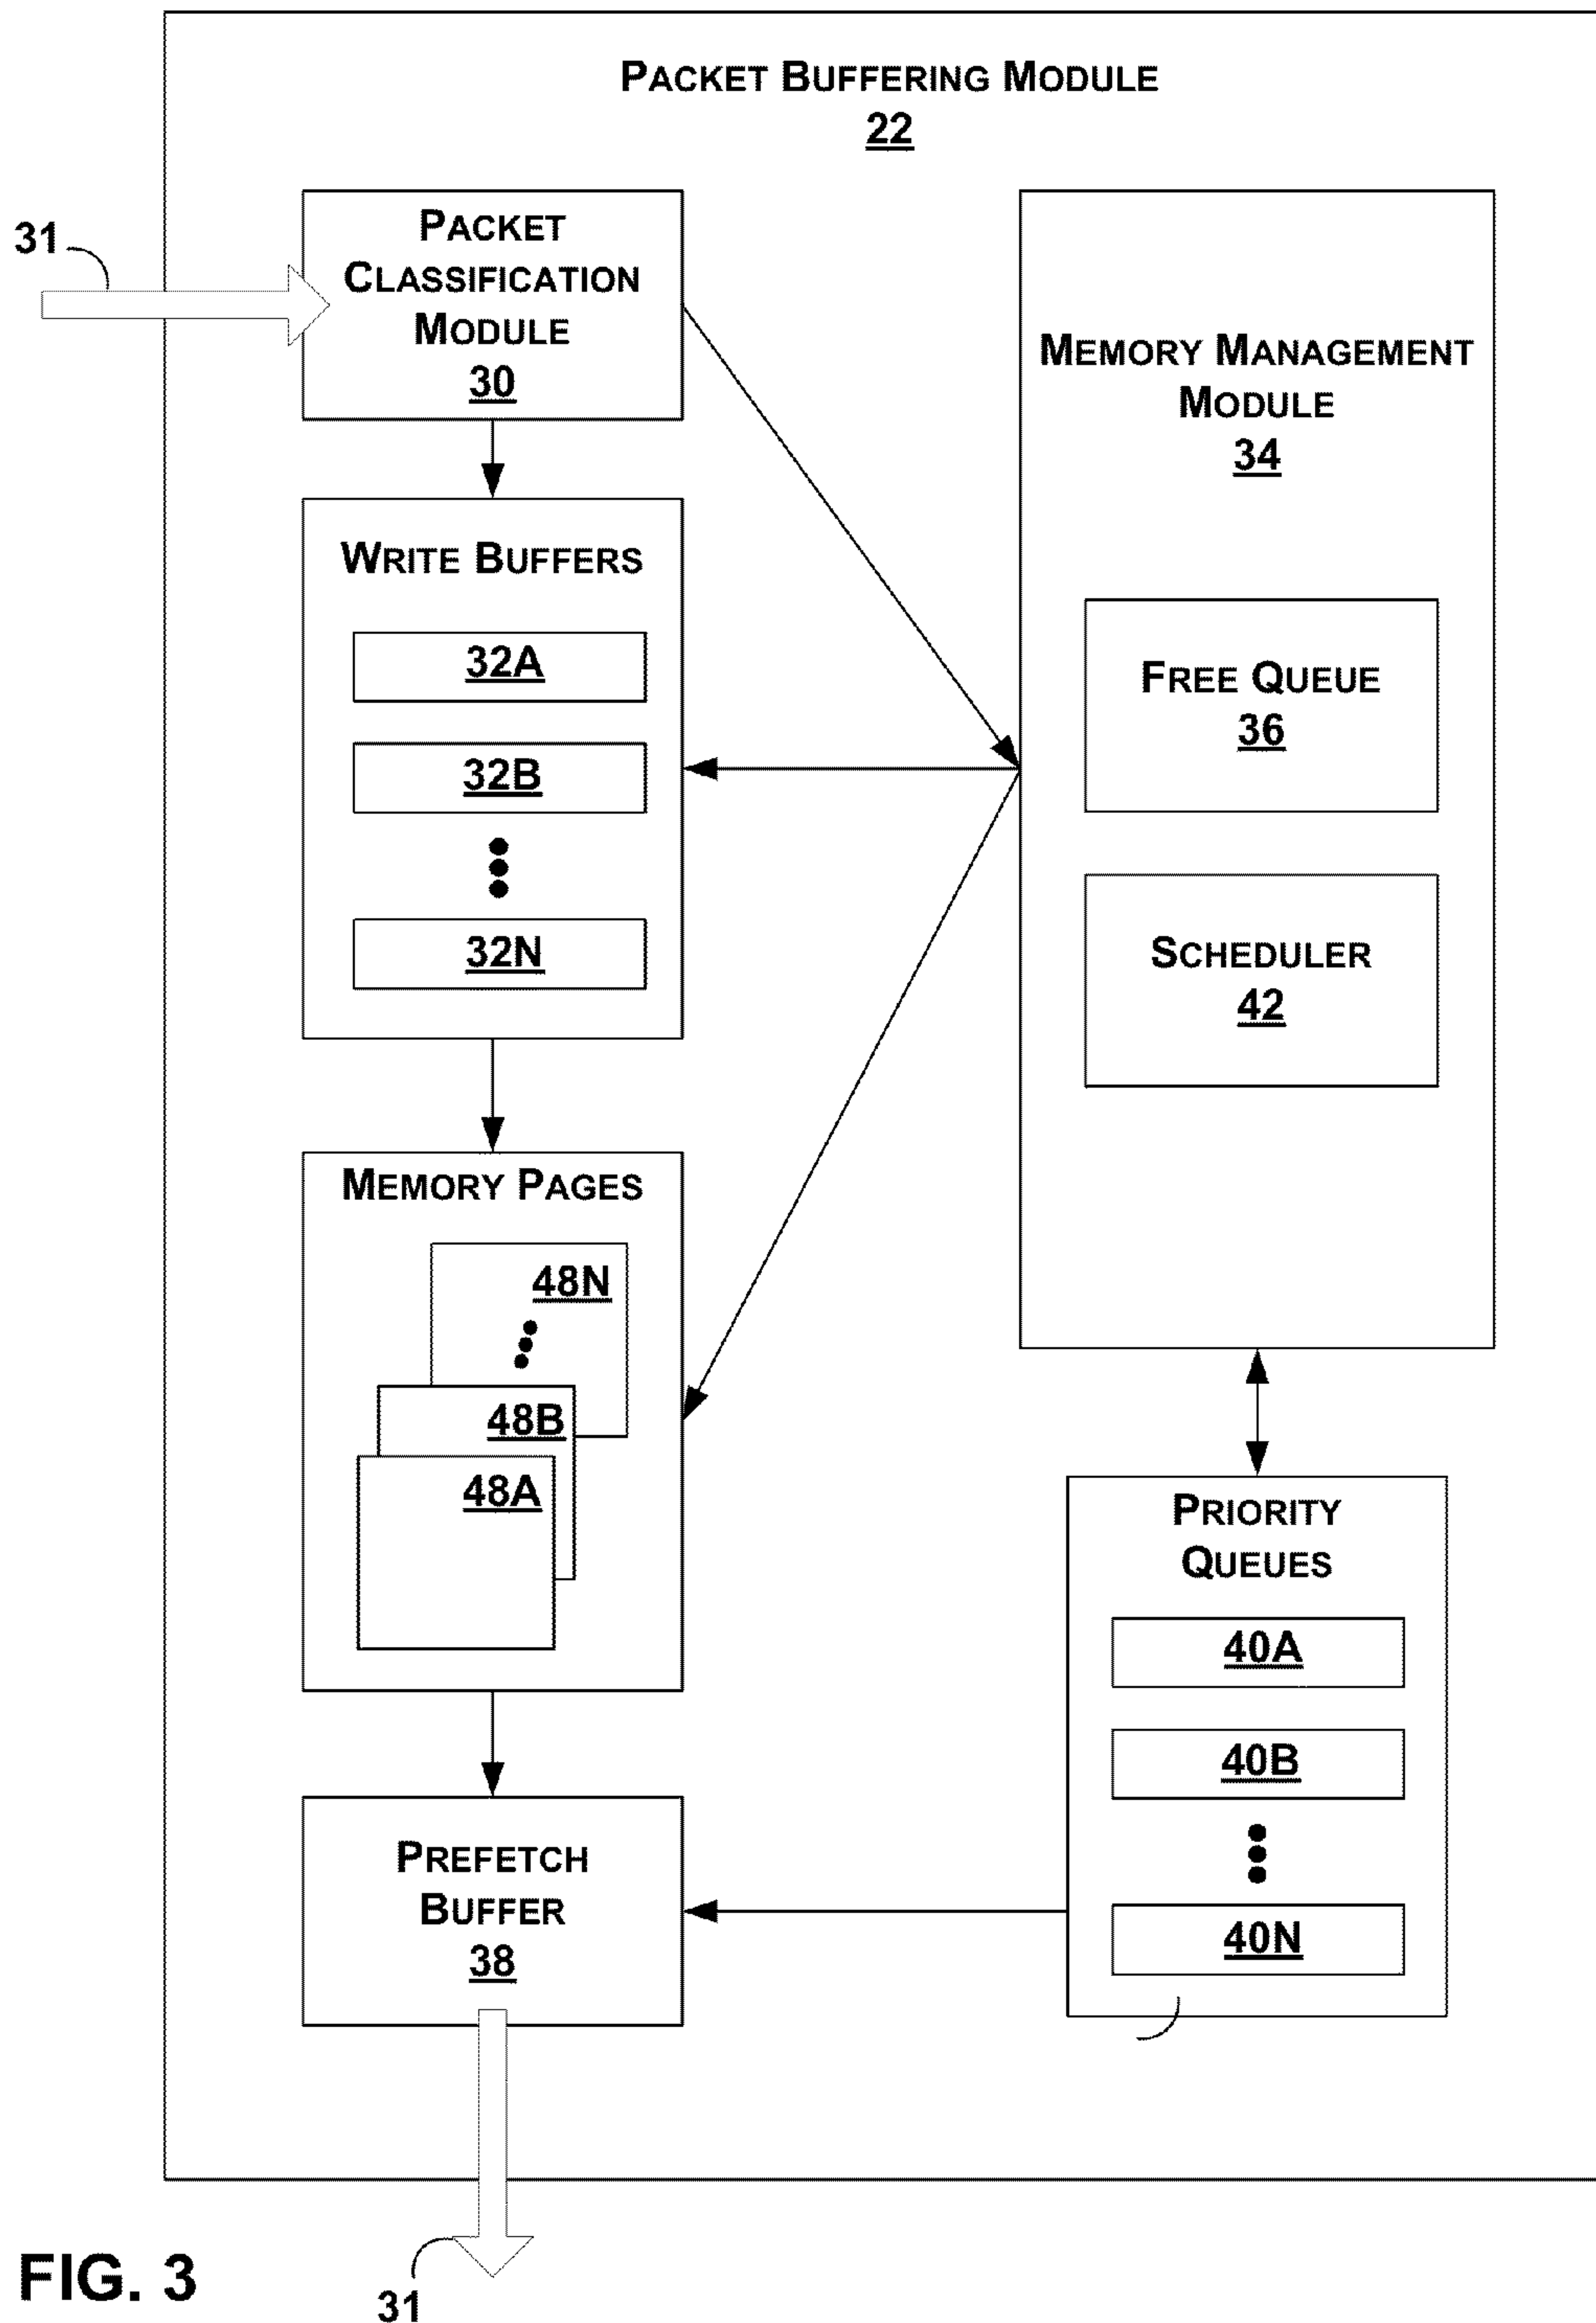 PACKET BUFFERING MODULE
22
31
PACKET
CLASSIFICATION
MODULE
30
MEMORY MANAGEMENT
MODULE
34
WRITE BUFFERS
32A
32B
32N
FREE QUEUE
36
SCHEDULER
42
MEMORY PAGES
48N
48B
48A
PRIORITY
QUEUES
40A
40B
40N
PREFETCH
BUFFER
38
31
FIG. 3